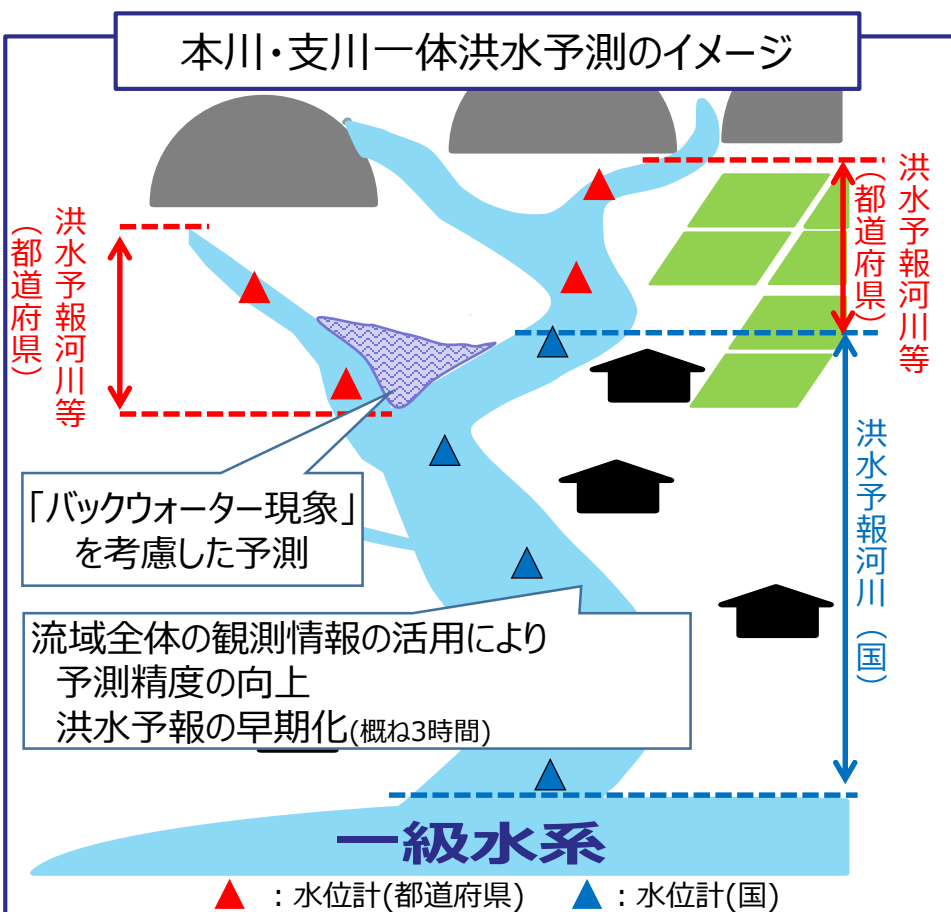 本川・支川一体洪水予測のイメージ
洪水予報河川等
(都道府県)
洪水予報河川等
(都道府県)
「バックウォーター現象」
を考慮した予測
洪水予報河川(国)
流域全体の観測情報の活用により
予測精度の向上
洪水予報の早期化(概ね3時間)
一級水系
：水位計(都道府県)
：水位計(国)